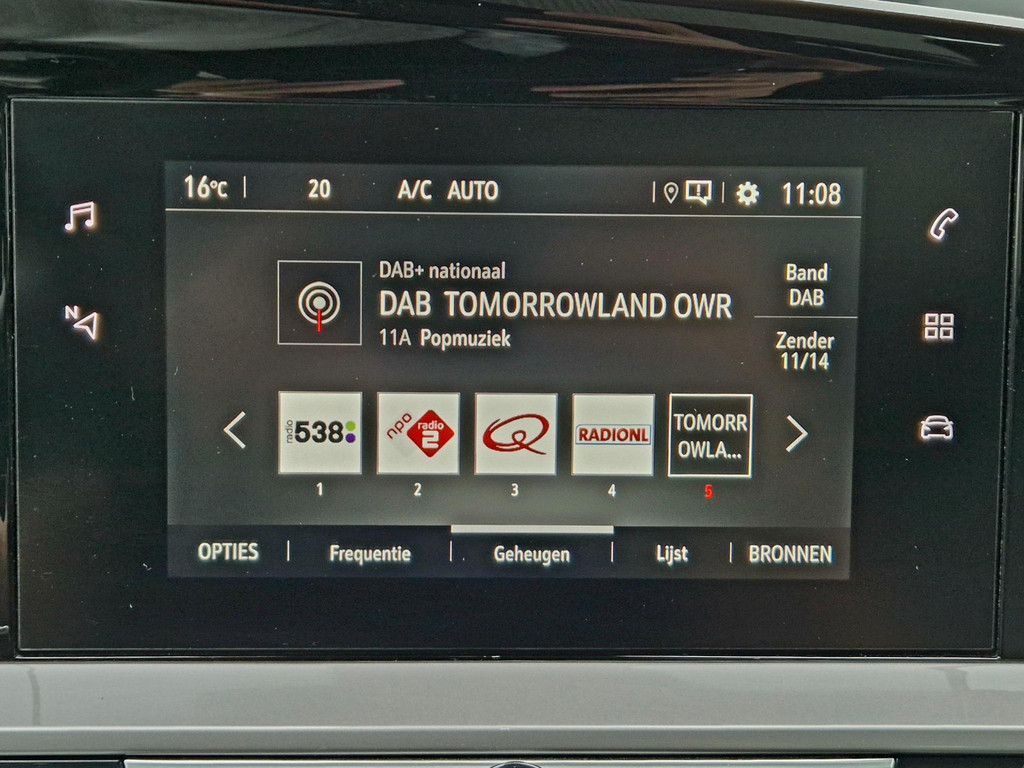 16°C 20 A/C AUTO 11:08
DAB+ nationaal
DAB TOMORROWLAND OWR
11A Popmuziek
Band
DAB
Zender
11/14
N
radio 538
npo radio 2
Q
RADIONL
TOMORR
OWLA...
1 2 3 4 5
OPTIES Frequentie Geheugen Lijst BRONNEN